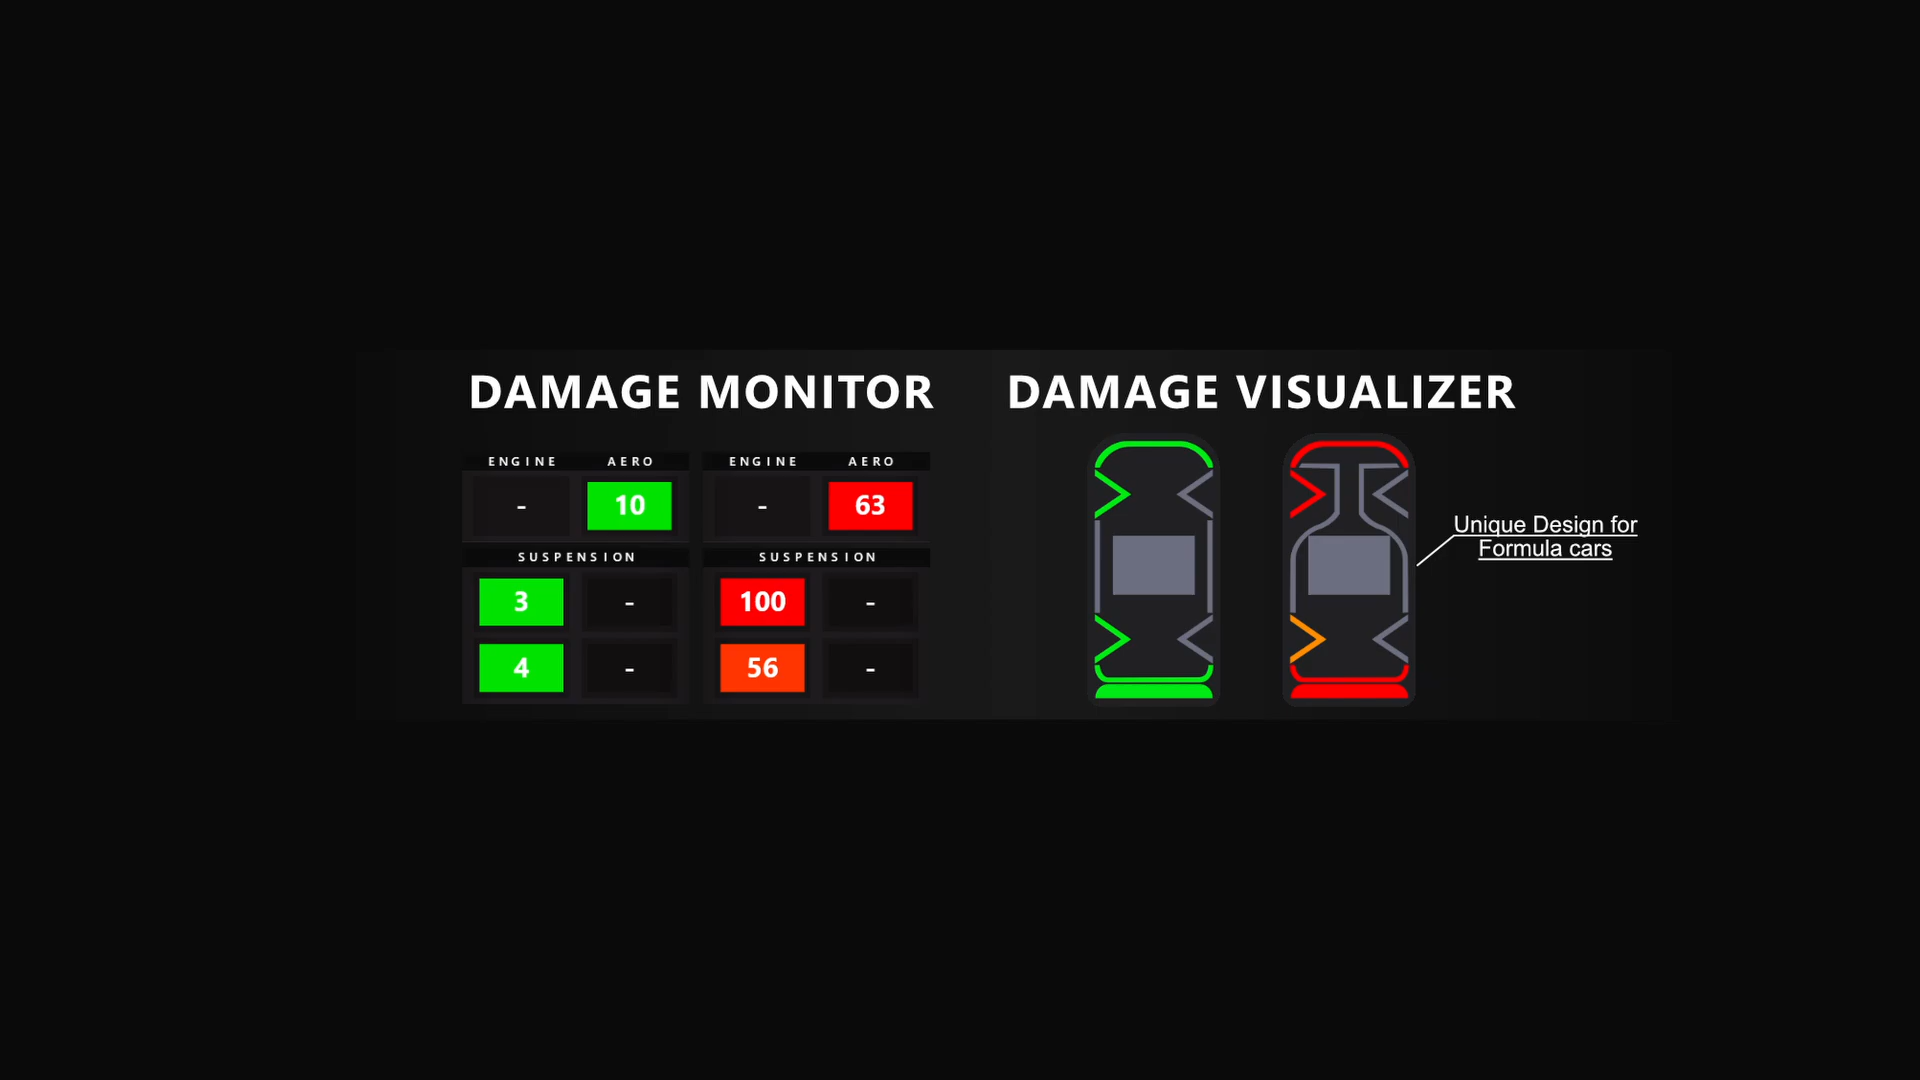 DAMAGE MONITOR
ENGINE AERO ENGINE AERO
- 10 - 63
SUSPENSION SUSPENSION
3 - 100 -
4 - 56 -
DAMAGE VISUALIZER
Unique Design for
Formula cars